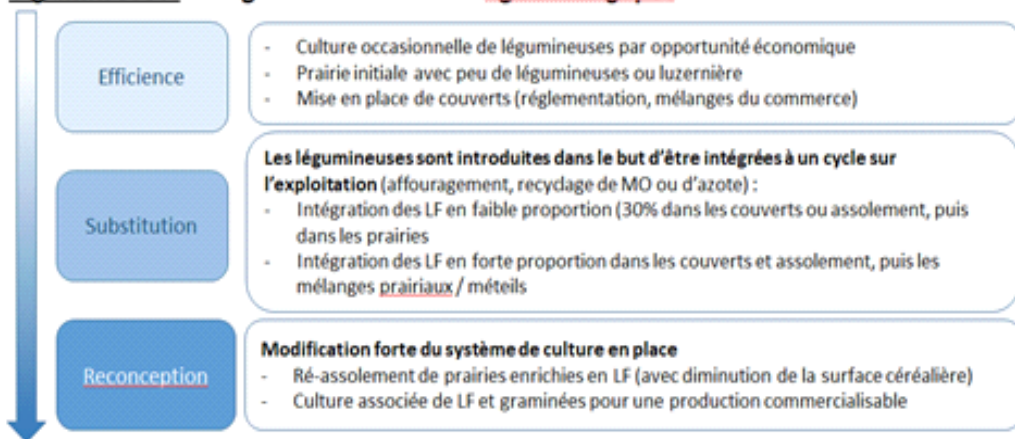 Efficience
- Culture occasionnelle de légumineuses par opportunité économique
- Prairie initiale avec peu de légumineuses ou luzernière
- Mise en place de couverts (réglementation, mélanges du commerce)
Substitution
Les légumineuses sont introduites dans le but d'être intégrées à un cycle sur
l'exploitation (affouragement, recyclage de MO ou d'azote) :
- Intégration des LF en faible proportion (30% dans les couverts ou assolement, puis
dans les prairies
- Intégration des LF en forte proportion dans les couverts et assolement, puis les
mélanges prairiaux / méteils
Reconception
Modification forte du système de culture en place
- Ré-assolement de prairies enrichies en LF (avec diminution de la surface céréalière)
- Culture associée de LF et graminées pour une production commercialisable